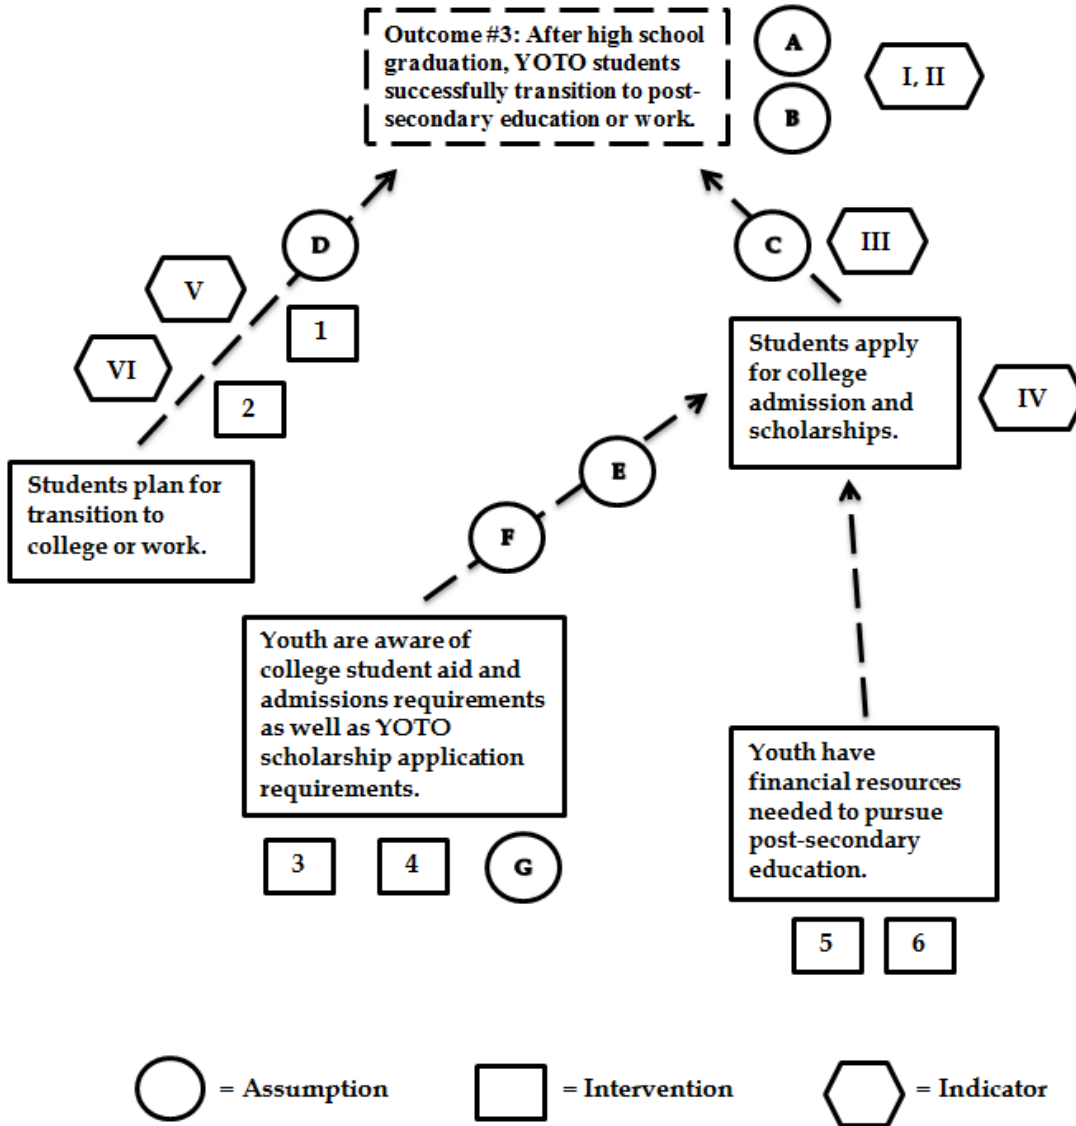 Outcome #3: After high school
graduation, YOTO students
successfully transition to post-
secondary education or work.
A
B
I, II
D
C
III
V
1
VI
2
Students apply
for college
admission and
scholarships.
IV
Students plan for
transition to
college or work.
E
F
Youth are aware of
college student aid and
admissions requirements
as well as YOTO
scholarship application
requirements.
3
4
G
Youth have
financial resources
needed to pursue
post-secondary
education.
5
6
= Assumption
= Intervention
= Indicator